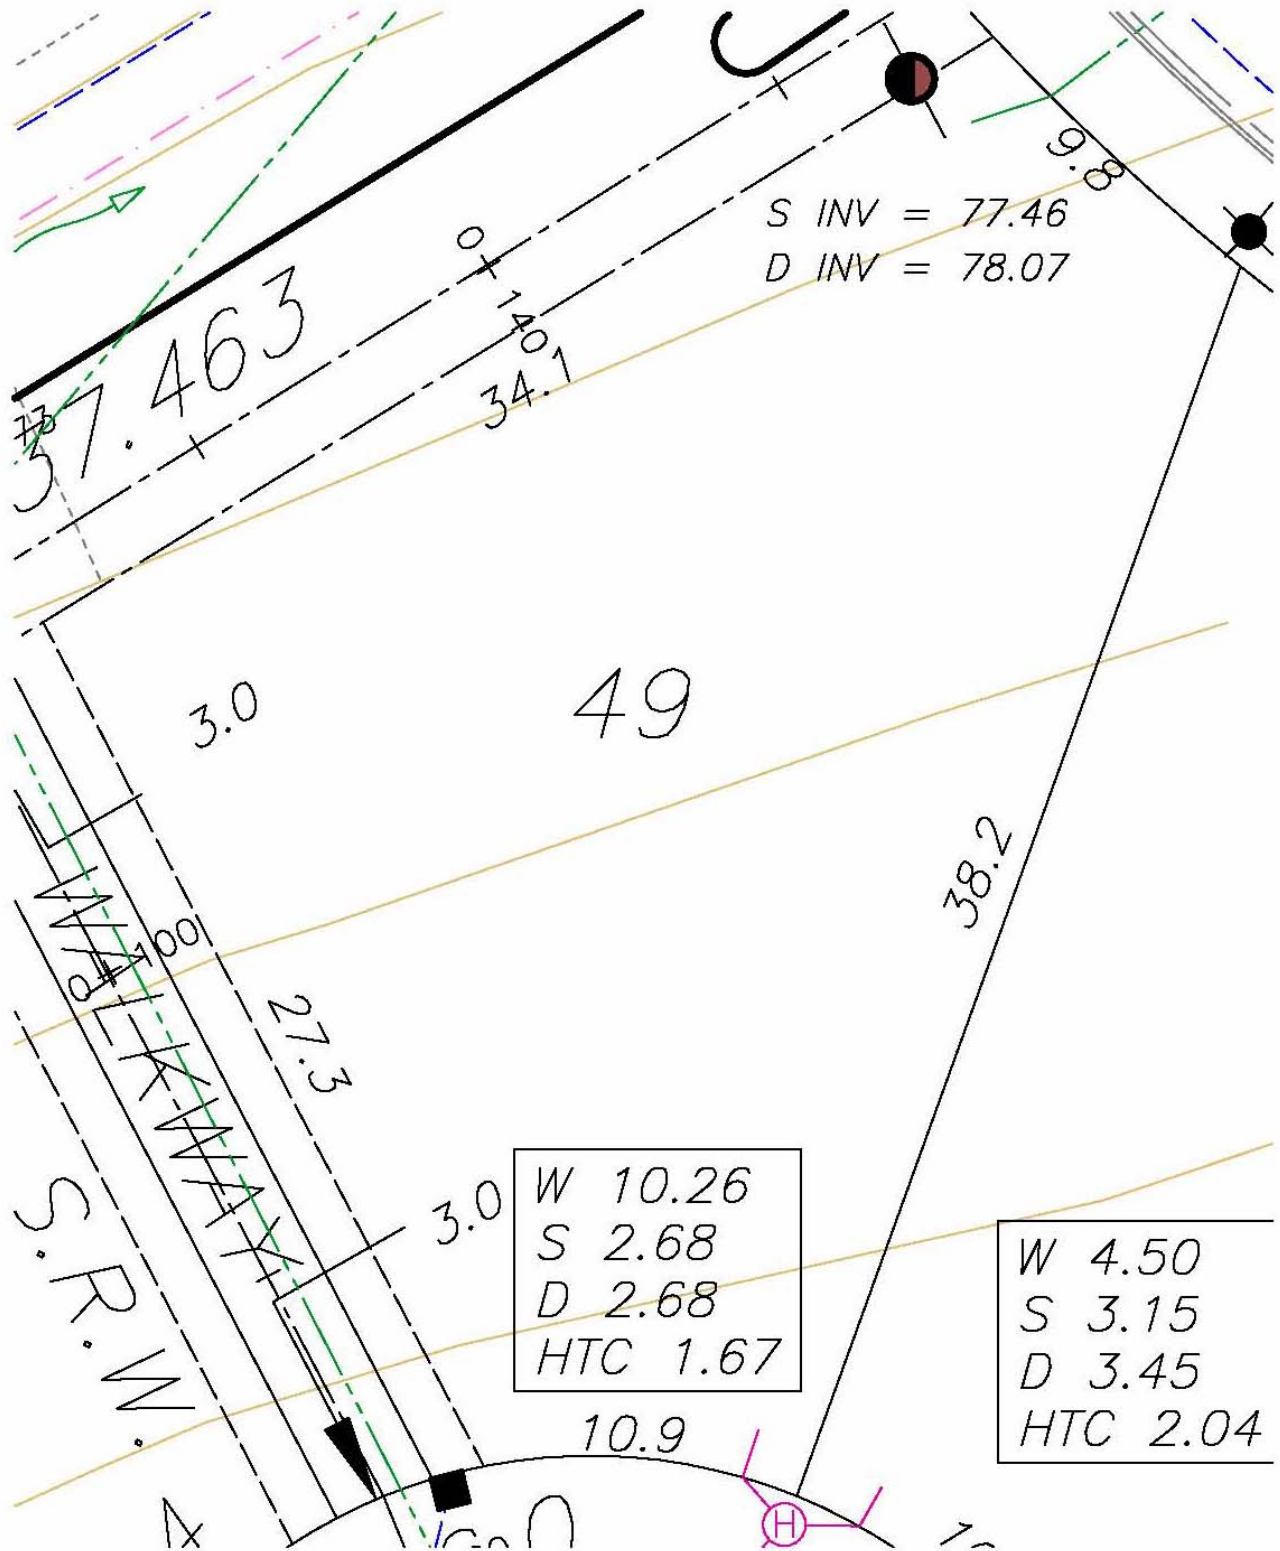 9.8
S INV = 77.46
D INV = 78.07
0
140
37.463
34.1
49
3.0
38.2
100
27.3
WALKWAY
3.0
S.R.W.
W 10.26
S 2.68
D 2.68
HTC 1.67
W 4.50
S 3.15
D 3.45
HTC 2.04
10.9
H